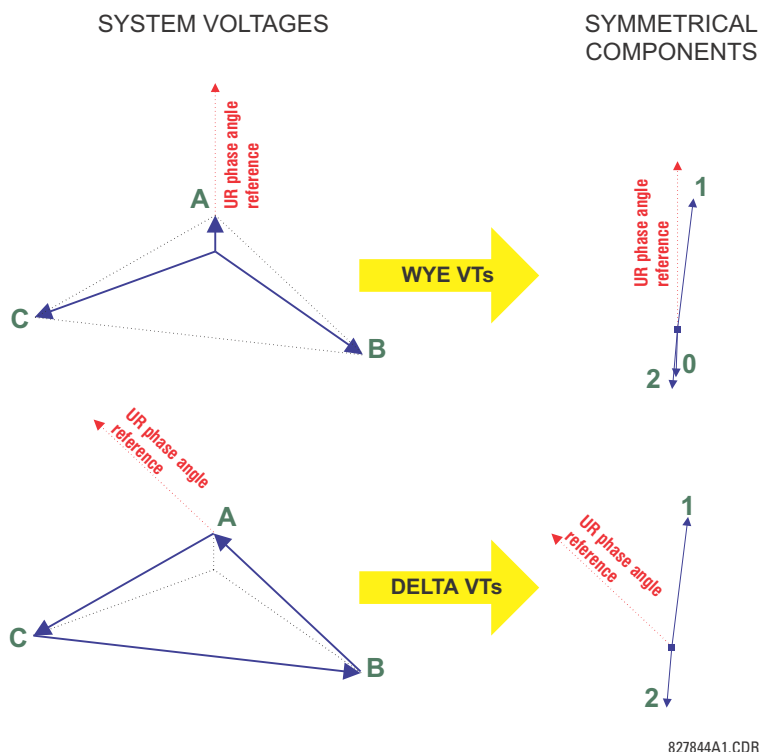 SYSTEM VOLTAGES
SYMMETRICAL
COMPONENTS
UR phase angle
reference
A
C
B
WYE VTs
UR phase angle
reference
1
2
0
UR phase angle
reference
A
C
B
DELTA VTs
UR phase angle
reference
1
2
827844A1.CDR